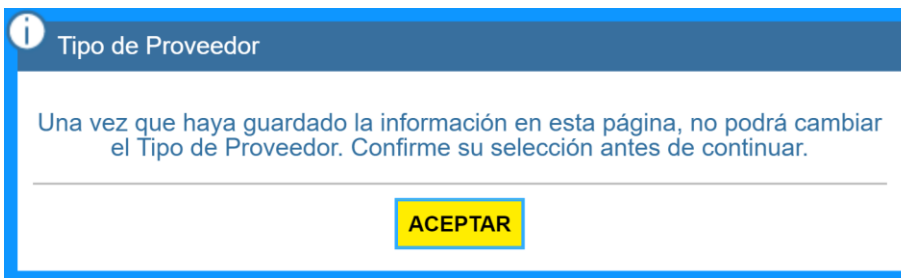 Tipo de Proveedor
Una vez que haya guardado la información en esta página, no podrá cambiar
el Tipo de Proveedor. Confirme su selección antes de continuar.
ACEPTAR